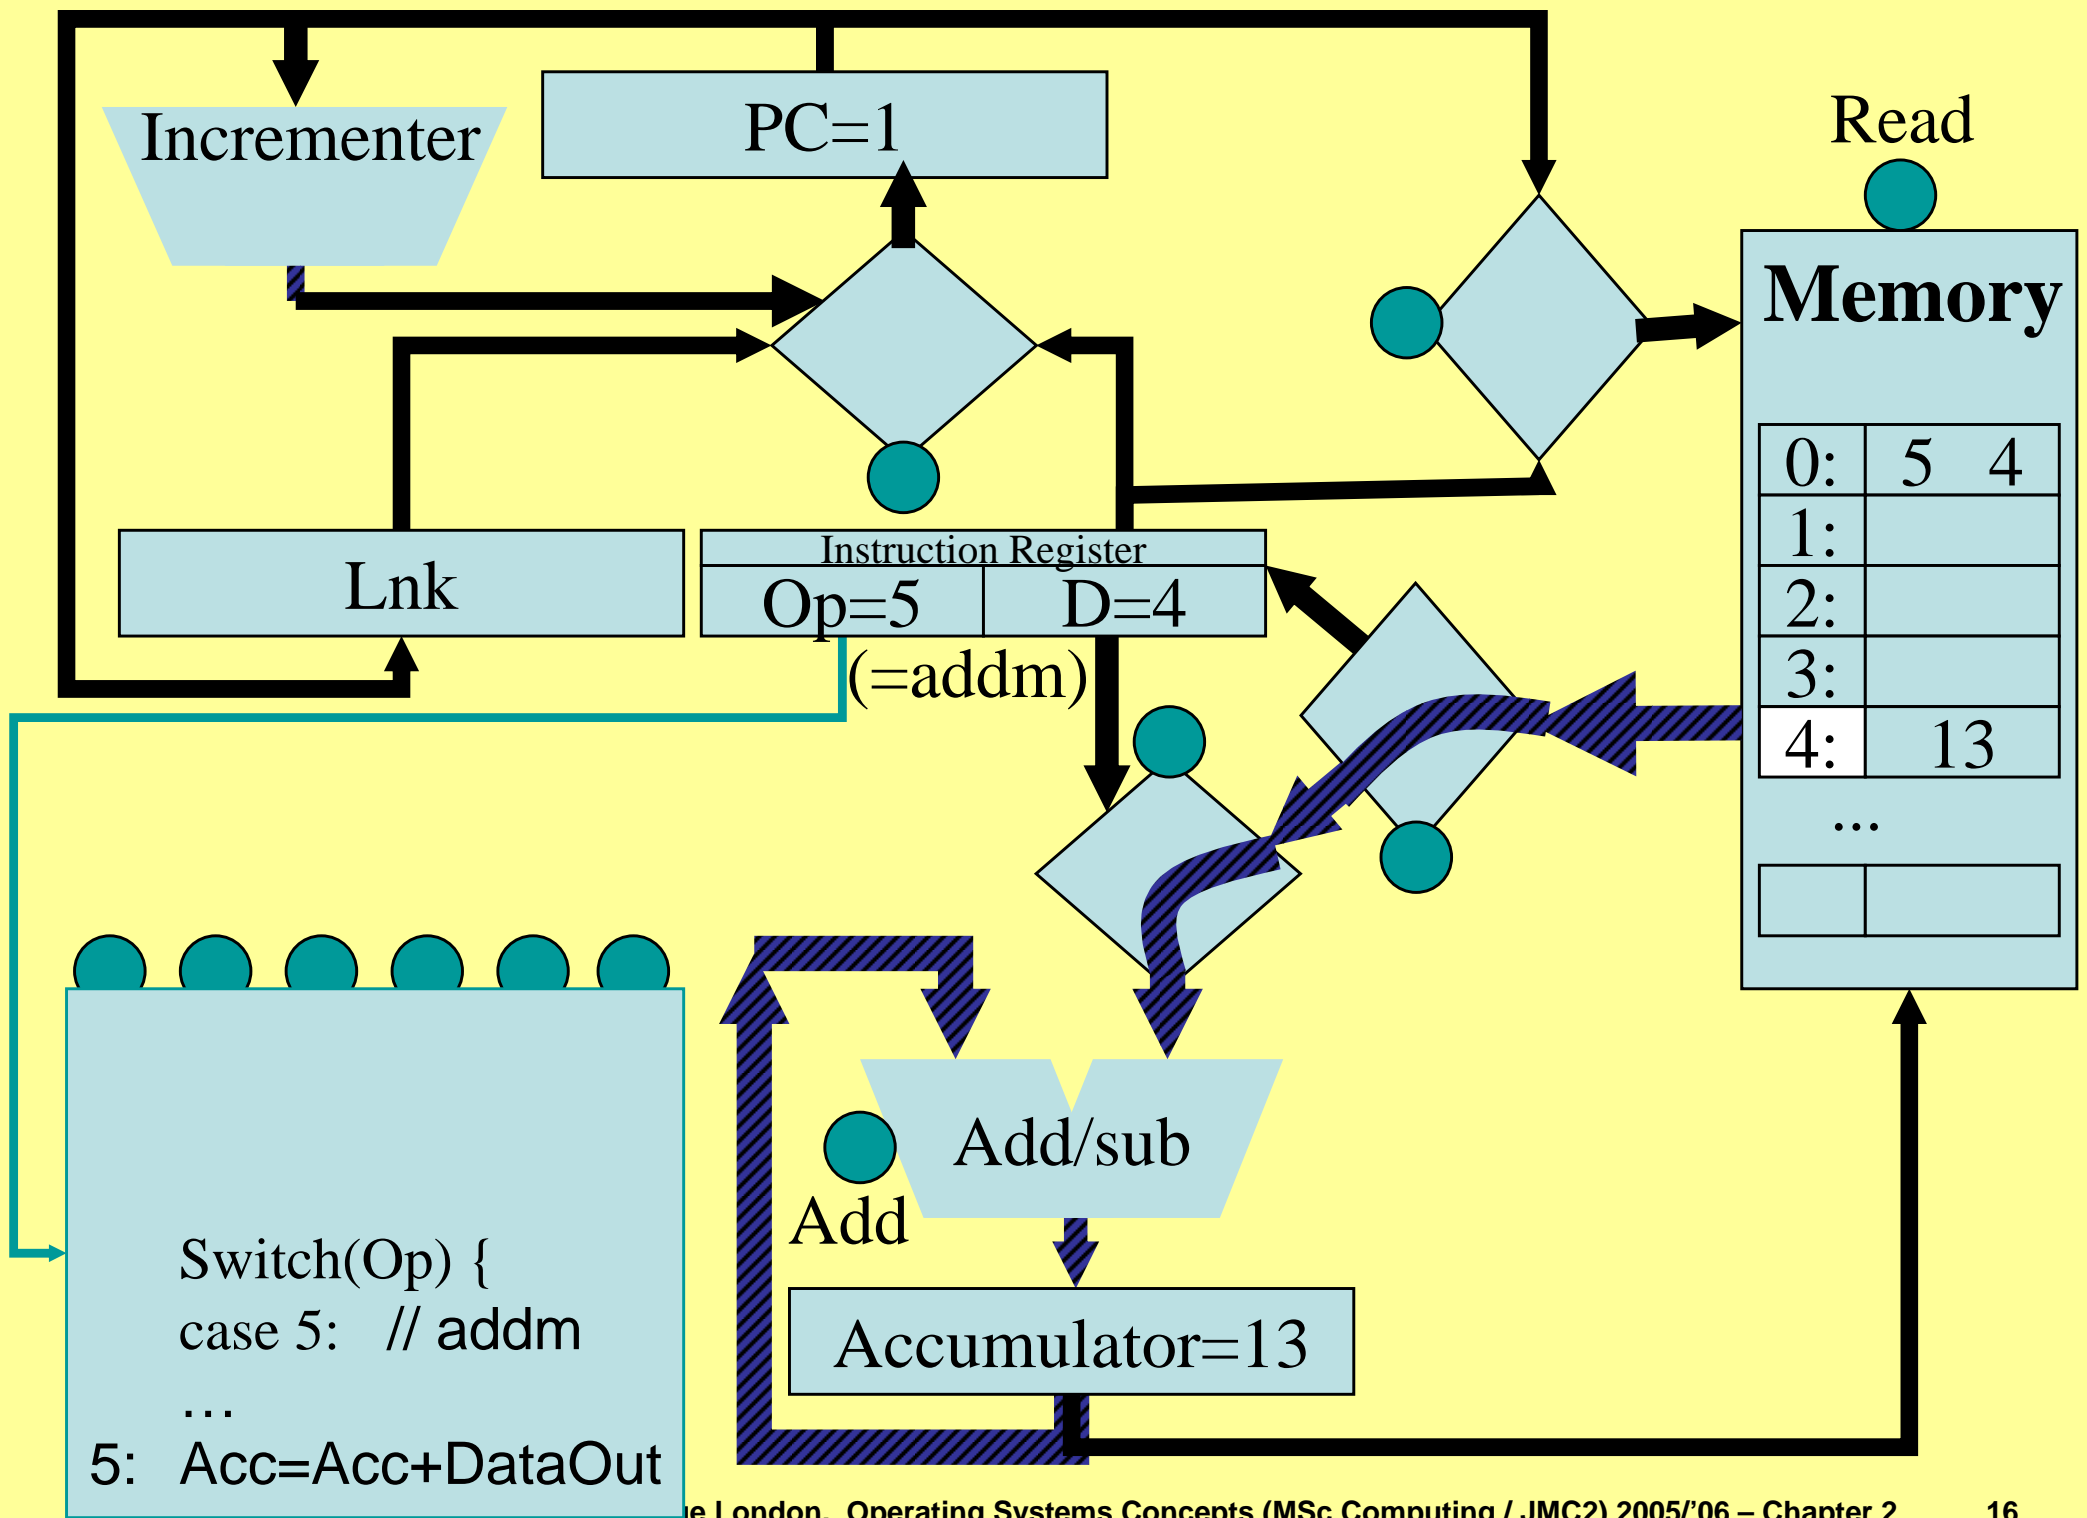 Incrementer
PC=1
Read
Memory
0: 5 4
1:
2:
3:
4: 13
...
Lnk
Instruction Register
Op=5 D=4
(=addm)
Add/sub
Add
Accumulator=13
Switch(Op) {
case 5: // addm
…
5: Acc=Acc+DataOut
London. Operating Systems Concepts (MSc Computing / JMC2) 2005/'06 – Chapter 2 16